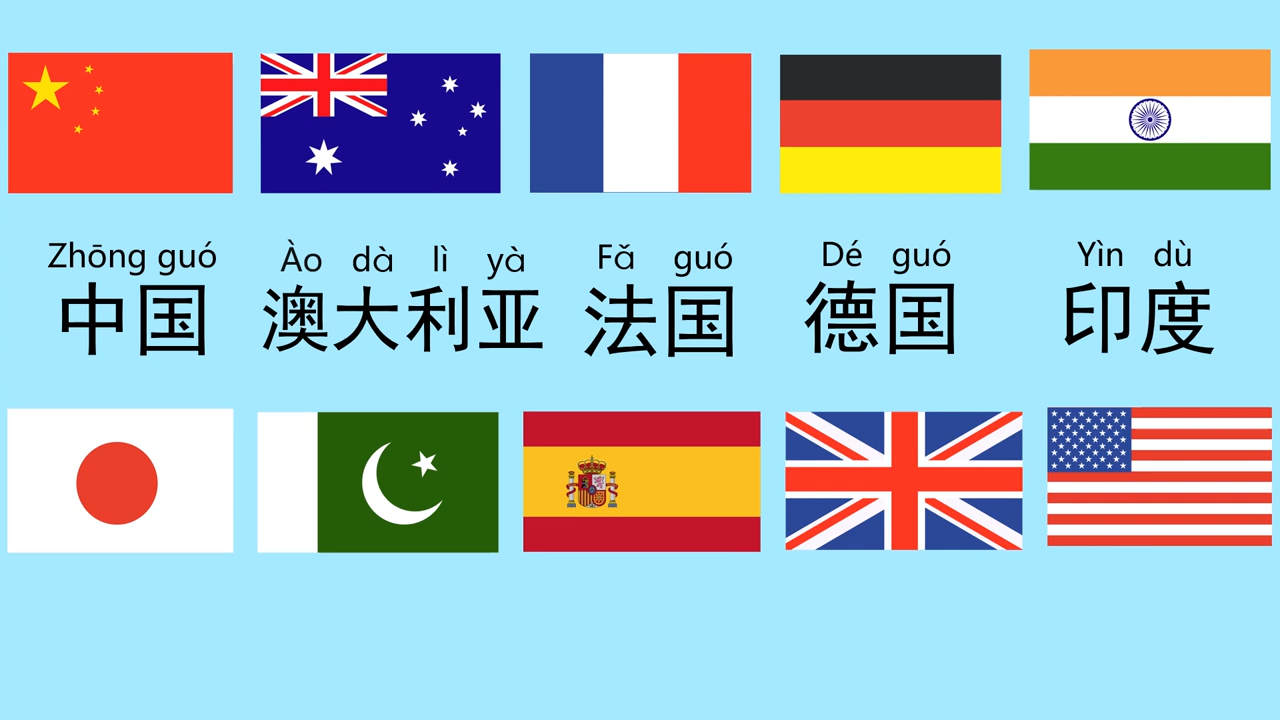 Zhōng guó Ào dà lì yà Fǎ guó Dé guó Yìn dù
中国 澳大利亚 法国 德国 印度